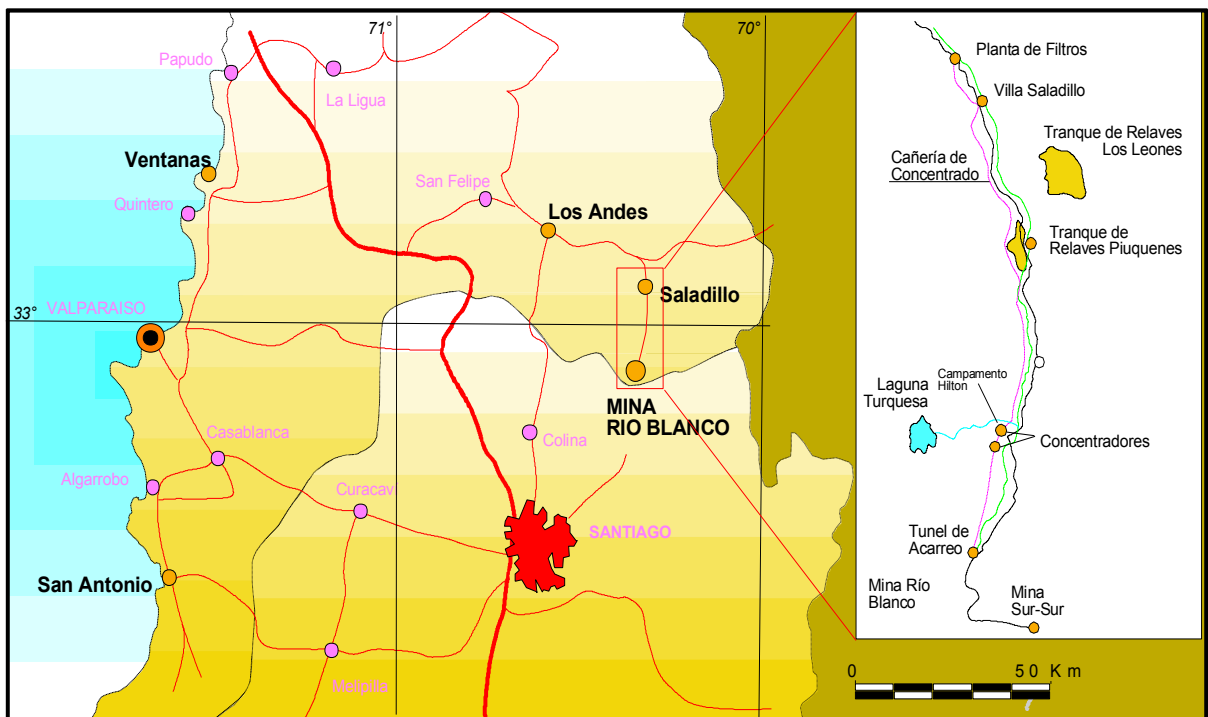 71°
70°
Papudo
La Ligua
Ventanas
Quintero
San Felipe
Los Andes
Saladillo
VALPARAISO
33°
MINA
RIO BLANCO
Casablanca
Colina
Algarrobo
Curacav
SANTIAGO
San Antonio
Melipilla
Planta de Filtros
Villa Saladillo
Tranque de Relaves
Los Leones
Cañería de
Concentrado
Tranque de
Relaves Piuquenes
Campamento
Hilton
Laguna
Turquesa
Concentradores
Tunel de
Acarreo
Mina Río
Blanco
Mina
Sur-Sur
0 50 Km